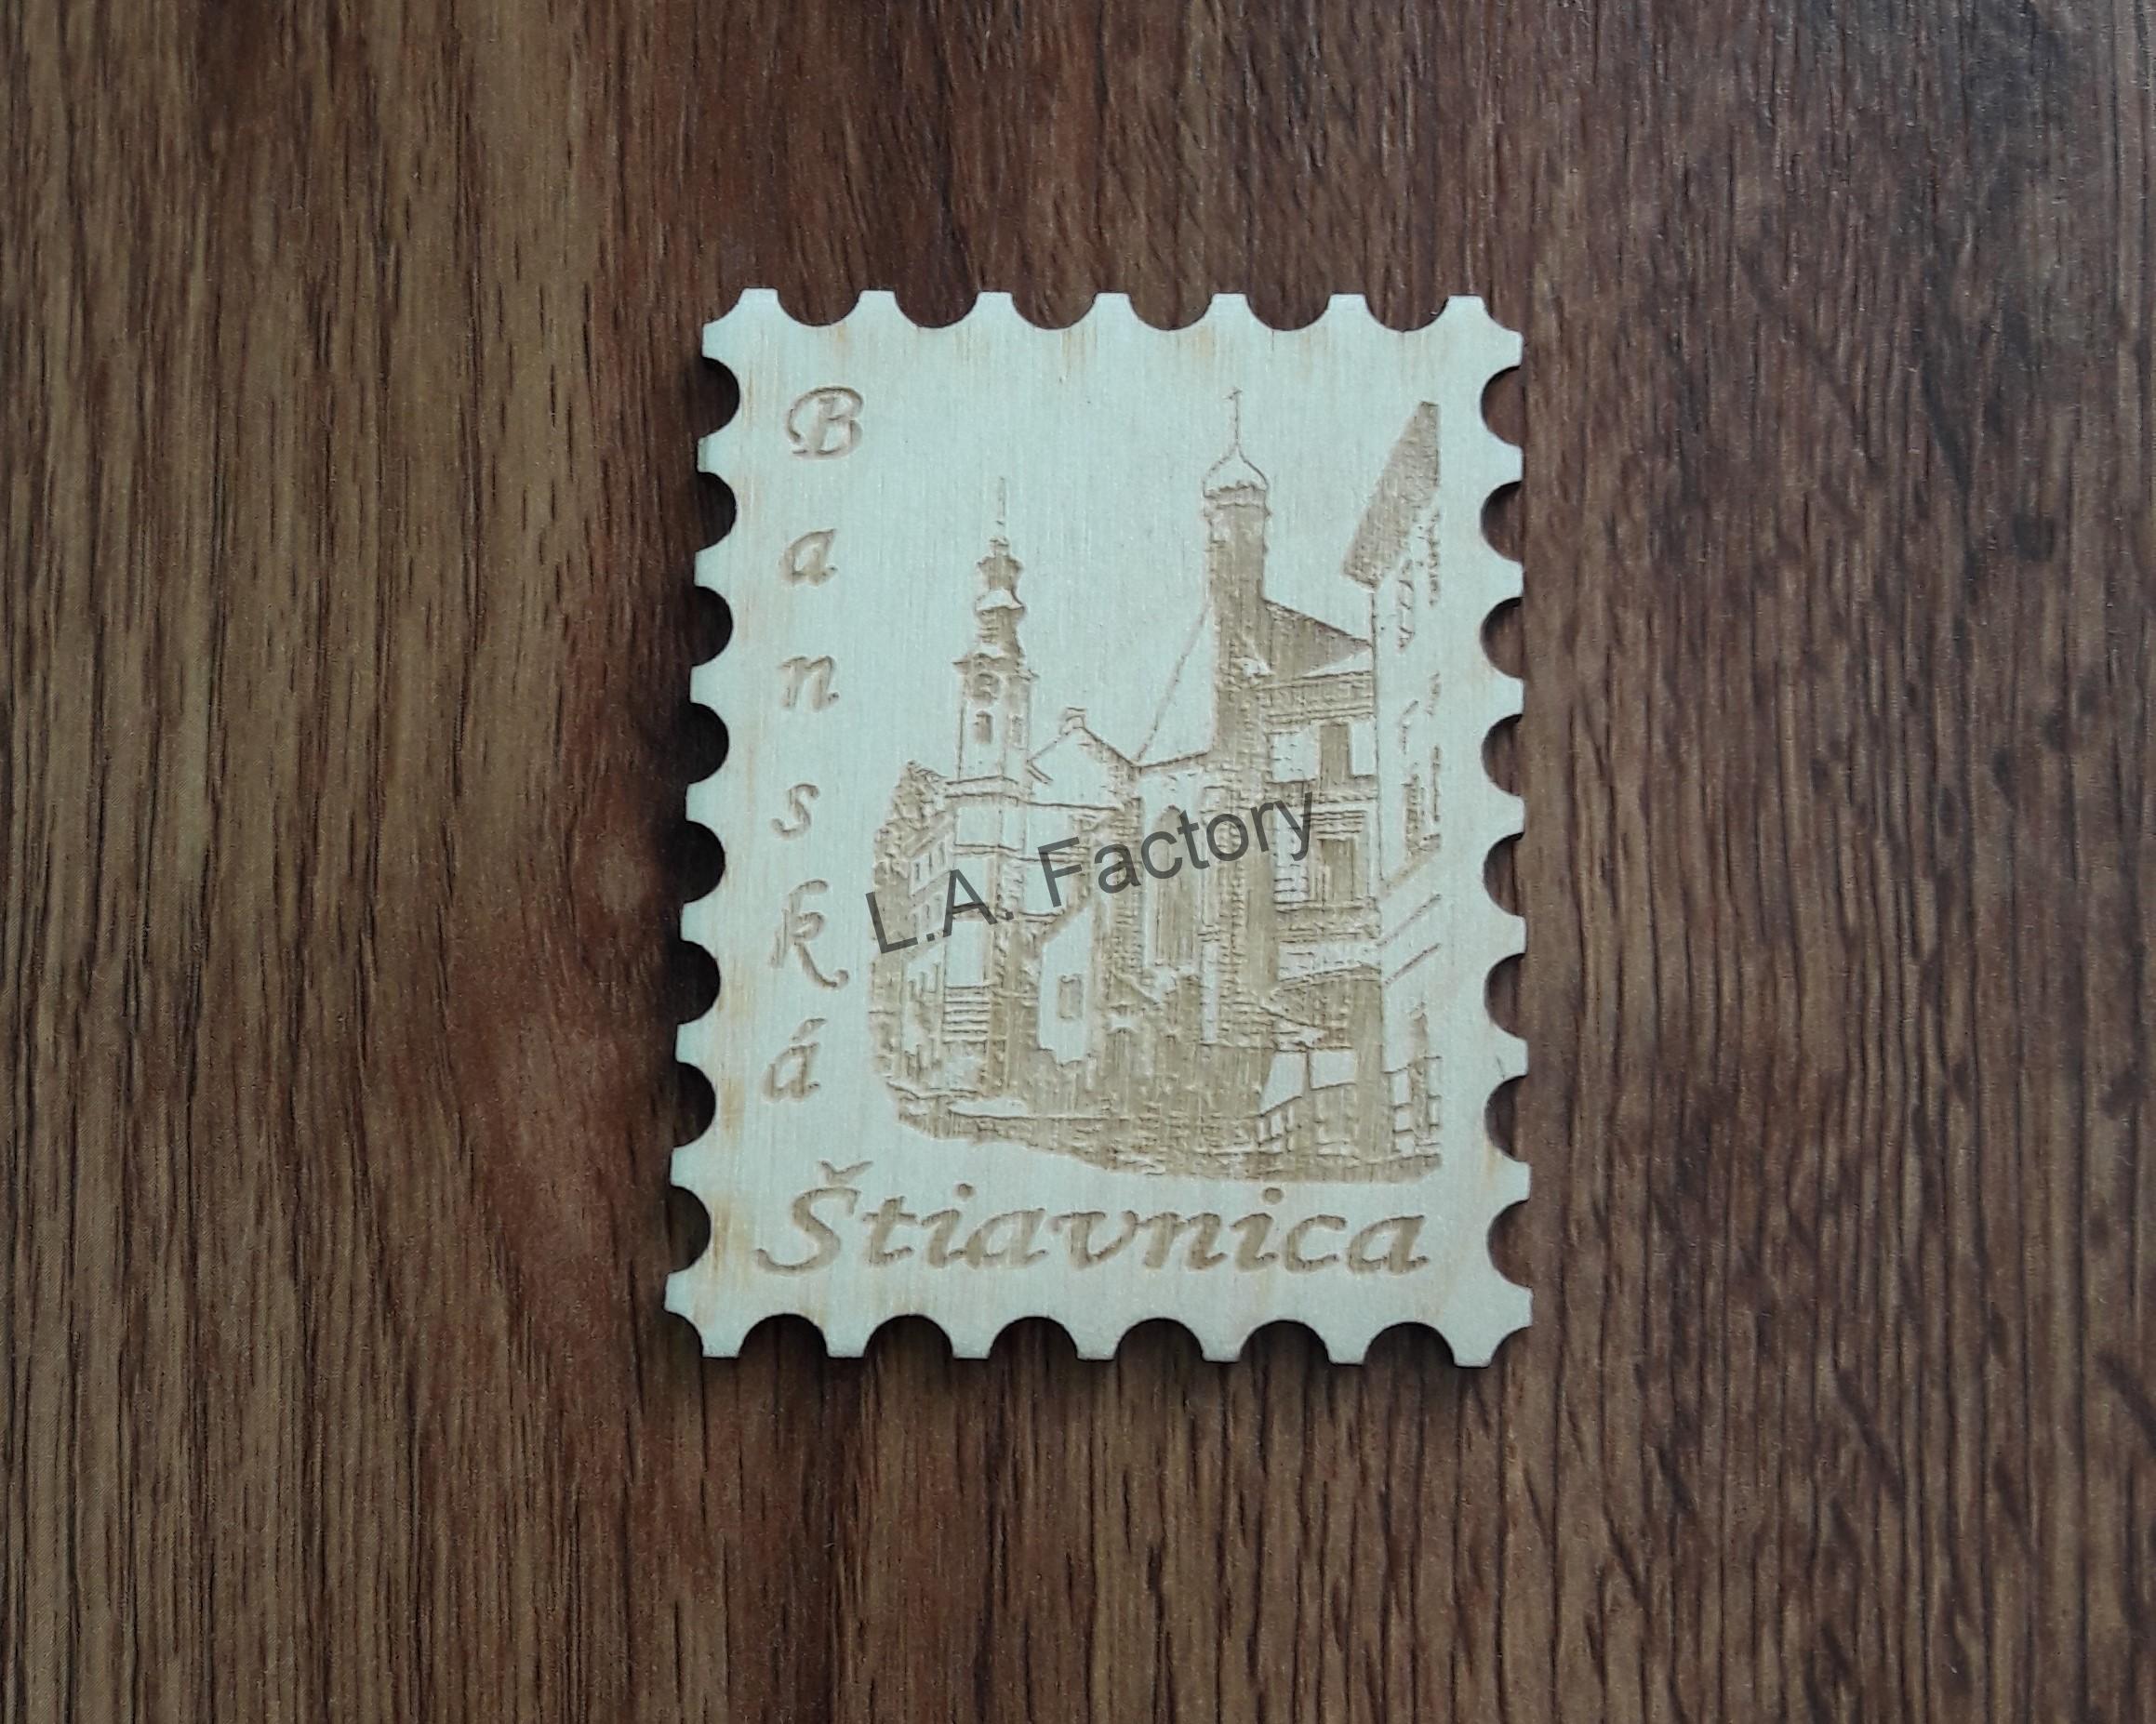 Banská
L.A. Factory
Štiavnica